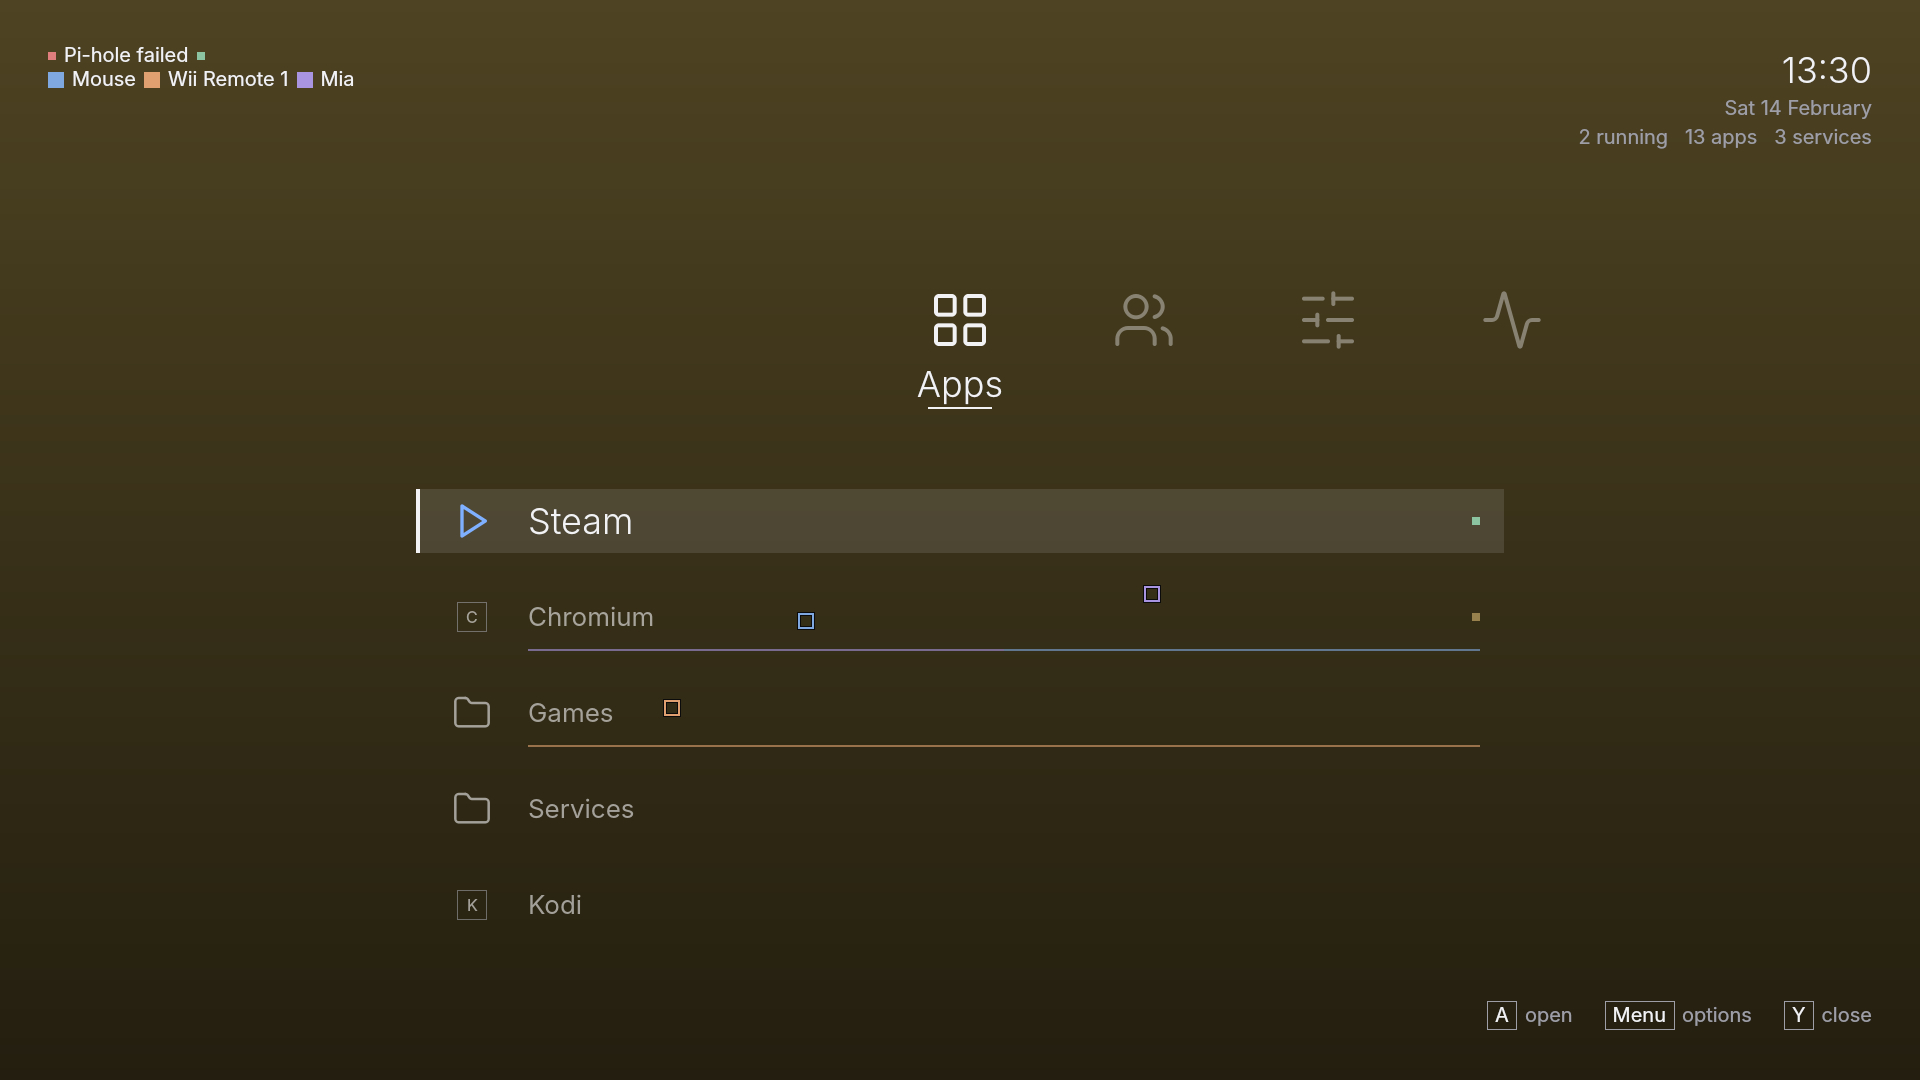 Pi-hole failed
Mouse Wii Remote 1 Mia
13:30
Sat 14 February
2 running 13 apps 3 services
Apps
Steam
C Chromium
Games
Services
K Kodi
A open Menu options Y close